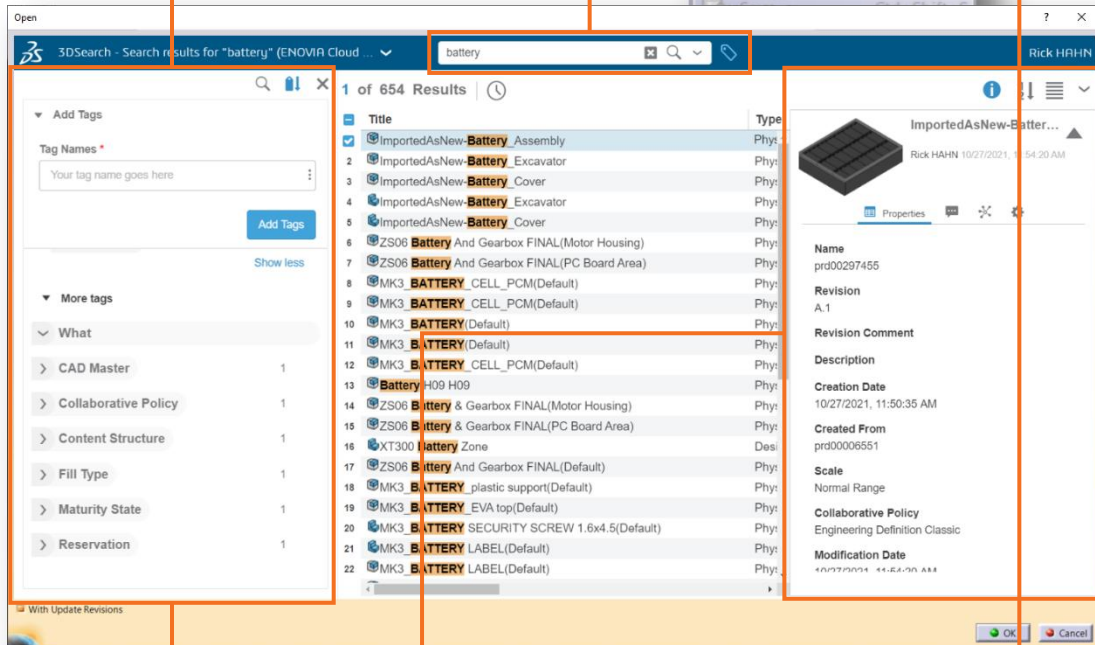 Open
? ×
3DSearch - Search results for "battery" (ENOVIA Cloud ...
battery
Rick HAHN
Add Tags
Tag Names *
Your tag name goes here
Add Tags
Show less
More tags
What
CAD Master 1
Collaborative Policy 1
Content Structure 1
Fill Type 1
Maturity State 1
Reservation 1
1 of 654 Results
Title Type
ImportedAsNew-Battery_Assembly Phys
2 ImportedAsNew-Battery_Excavator Phys
3 ImportedAsNew-Battery_Cover Phys
4 ImportedAsNew-Battery_Excavator Phys
5 ImportedAsNew-Battery_Cover Phys
6 ZS06 Battery And Gearbox FINAL(Motor Housing) Phys
7 ZS06 Battery And Gearbox FINAL(PC Board Area) Phys
8 MK3_BATTERY_CELL_PCM(Default) Phys
9 MK3_BATTERY_CELL_PCM(Default) Phys
10 MK3_BATTERY(Default) Phys
11 MK3_BATTERY(Default) Phys
12 MK3_BATTERY_CELL_PCM(Default) Phys
13 Battery H09 H09 Phys
14 ZS06 Battery & Gearbox FINAL(Motor Housing) Phys
15 ZS06 Battery & Gearbox FINAL(PC Board Area) Phys
16 XT300 Battery Zone Desi
17 ZS06 Battery And Gearbox FINAL(Default) Phys
18 MK3_BATTERY_plastic support(Default) Phys
19 MK3_BATTERY_EVA top(Default) Phys
20 MK3_BATTERY SECURITY SCREW 1.6x4.5(Default) Phys
21 MK3_BATTERY LABEL(Default) Phys
22 MK3_BATTERY LABEL(Default) Phys
ImportedAsNew-Batter...
Rick HAHN 10/27/2021, 11:54:20 AM
Properties
Name
prd00297455
Revision
A.1
Revision Comment
Description
Creation Date
10/27/2021, 11:50:35 AM
Created From
prd00006551
Scale
Normal Range
Collaborative Policy
Engineering Definition Classic
Modification Date
10/27/2021, 11:54:20 AM
With Update Revisions
OK Cancel